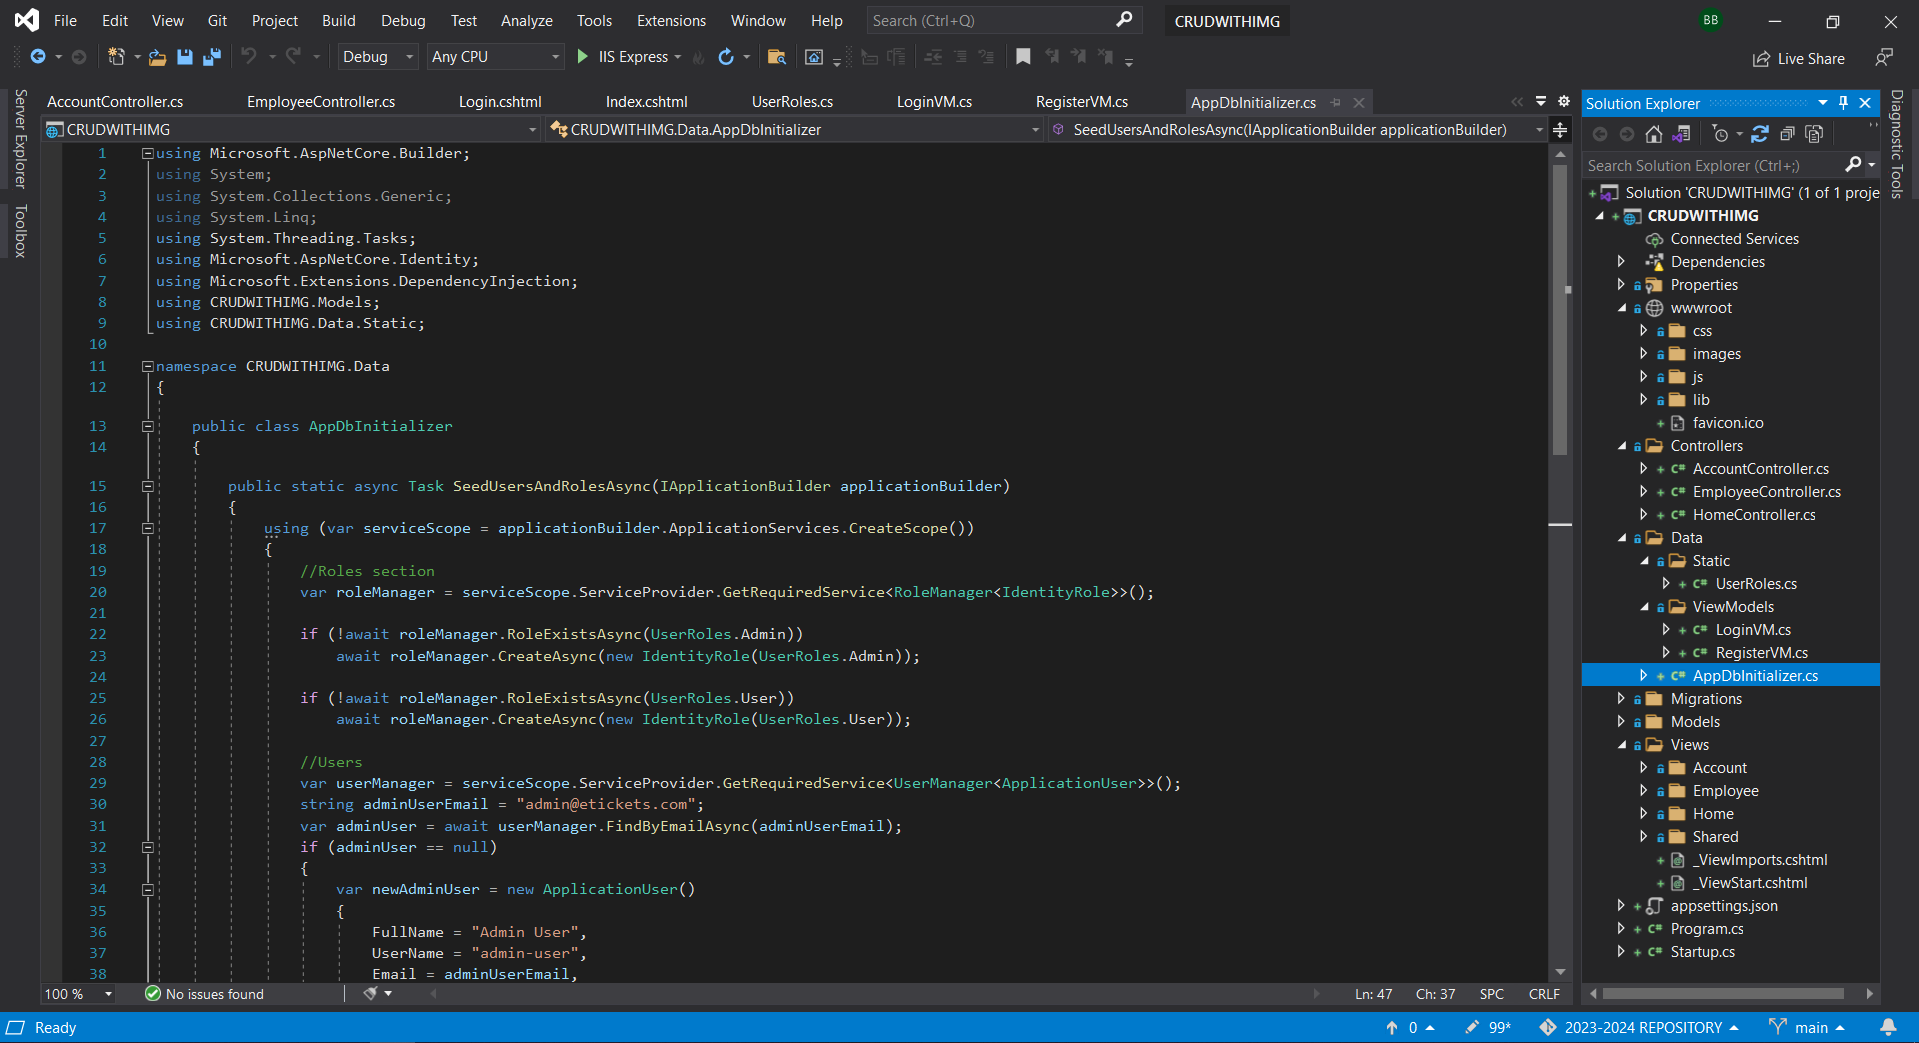 File Edit View Git Project Build Debug Test Analyze Tools Extensions Window Help Search (Ctrl+Q) CRUDWITHIMG BB
Debug Any CPU IIS Express Live Share
Server Explorer
Toolbox
AccountController.cs EmployeeController.cs Login.cshtml Index.cshtml UserRoles.cs LoginVM.cs RegisterVM.cs AppDbInitializer.cs
CRUDWITHIMG CRUDWITHIMG.Data.AppDbInitializer SeedUsersAndRolesAsync(IApplicationBuilder applicationBuilder)
1 using Microsoft.AspNetCore.Builder;
2 using System;
3 using System.Collections.Generic;
4 using System.Linq;
5 using System.Threading.Tasks;
6 using Microsoft.AspNetCore.Identity;
7 using Microsoft.Extensions.DependencyInjection;
8 using CRUDWITHIMG.Models;
9 using CRUDWITHIMG.Data.Static;
10
11 namespace CRUDWITHIMG.Data
12 {
13 public class AppDbInitializer
14 {
15 public static async Task SeedUsersAndRolesAsync(IApplicationBuilder applicationBuilder)
16 {
17 using (var serviceScope = applicationBuilder.ApplicationServices.CreateScope())
18 {
19 //Roles section
20 var roleManager = serviceScope.ServiceProvider.GetRequiredService<RoleManager<IdentityRole>>();
21
22 if (!await roleManager.RoleExistsAsync(UserRoles.Admin))
23 await roleManager.CreateAsync(new IdentityRole(UserRoles.Admin));
24
25 if (!await roleManager.RoleExistsAsync(UserRoles.User))
26 await roleManager.CreateAsync(new IdentityRole(UserRoles.User));
27
28 //Users
29 var userManager = serviceScope.ServiceProvider.GetRequiredService<UserManager<ApplicationUser>>();
30 string adminUserEmail = "admin@etickets.com";
31 var adminUser = await userManager.FindByEmailAsync(adminUserEmail);
32 if (adminUser == null)
33 {
34 var newAdminUser = new ApplicationUser()
35 {
36 FullName = "Admin User",
37 UserName = "admin-user",
38 Email = adminUserEmail,
100 % No issues found Ln: 47 Ch: 37 SPC CRLF
Solution Explorer
Search Solution Explorer (Ctrl+;)
Solution 'CRUDWITHIMG' (1 of 1 proje
CRUDWITHIMG
Connected Services
Dependencies
Properties
wwwroot
css
images
js
lib
favicon.ico
Controllers
AccountController.cs
EmployeeController.cs
HomeController.cs
Data
Static
UserRoles.cs
ViewModels
LoginVM.cs
RegisterVM.cs
AppDbInitializer.cs
Migrations
Models
Views
Account
Employee
Home
Shared
_ViewImports.cshtml
_ViewStart.cshtml
appsettings.json
Program.cs
Startup.cs
Diagnostic Tools
Ready 0 99* 2023-2024 REPOSITORY main